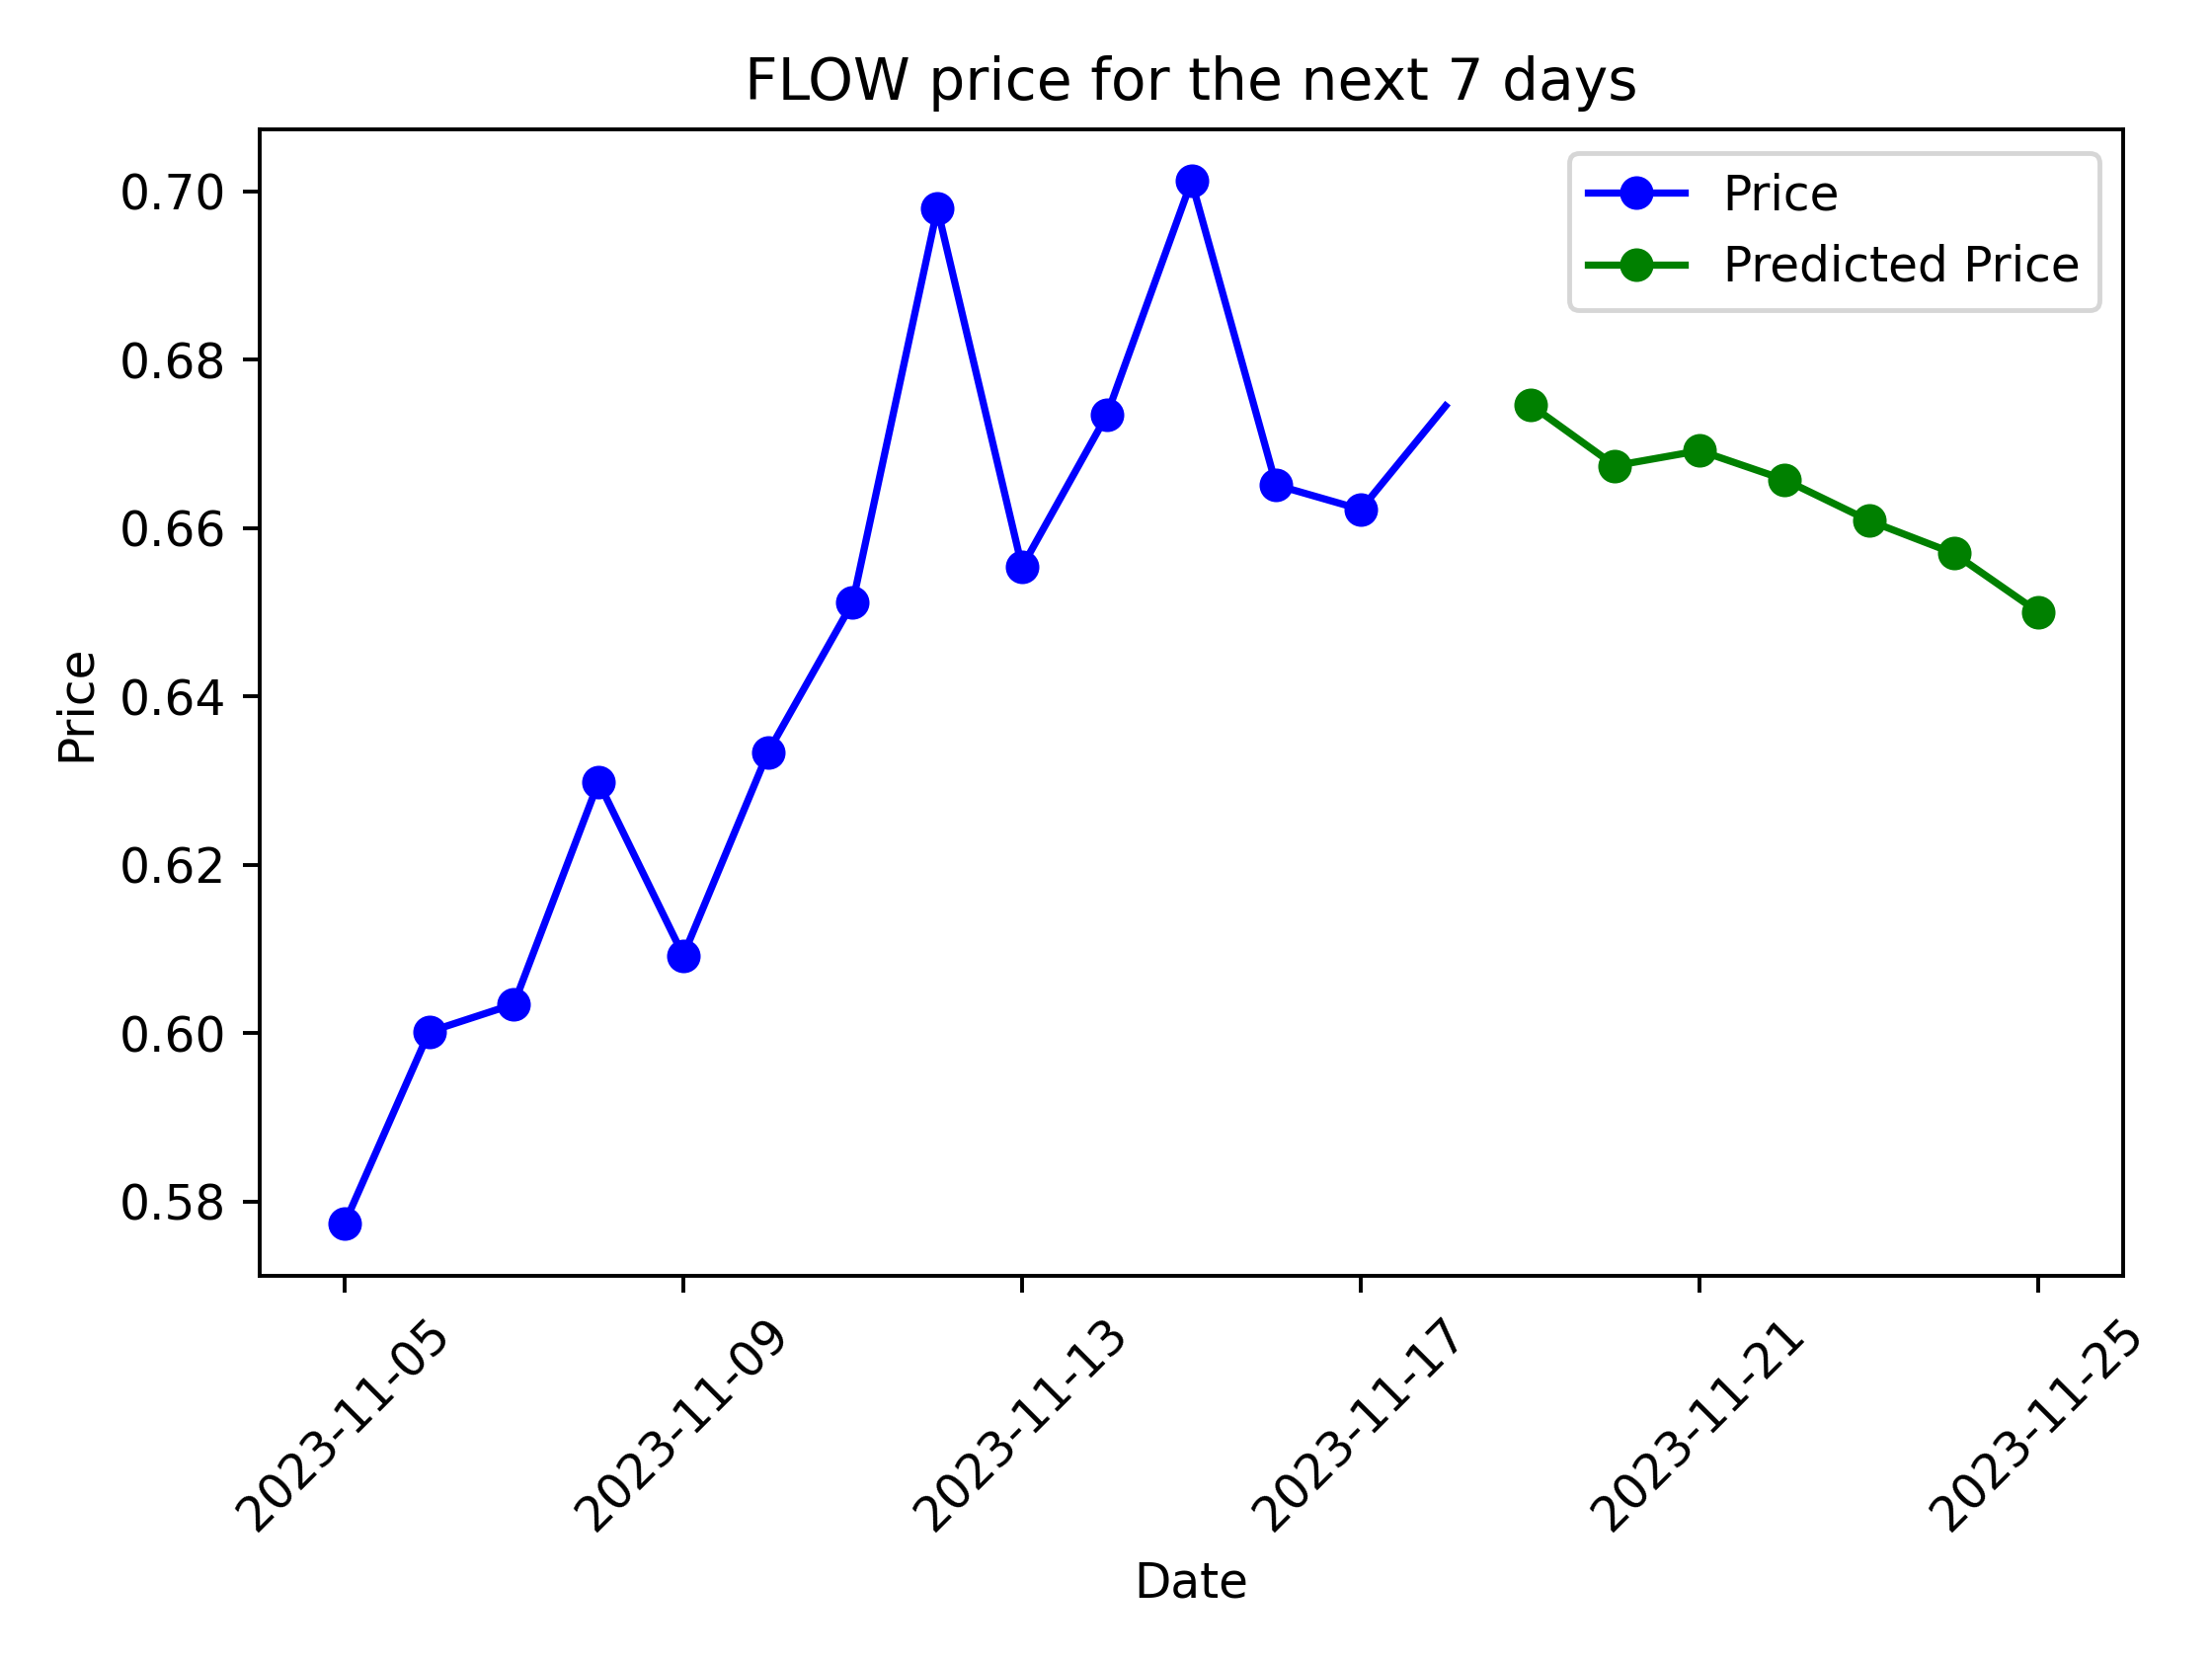 FLOW price for the next 7 days
Price
Predicted Price
0.70
0.68
0.66
0.64
0.62
0.60
0.58
Price
2023-11-05
2023-11-09
2023-11-13
2023-11-17
2023-11-21
2023-11-25
Date